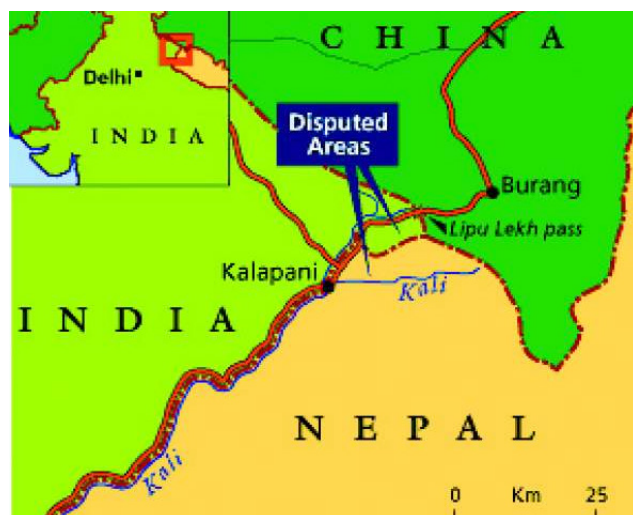 CHINA
Delhi
INDIA
Disputed
Areas
Burang
Lipu Lekh pass
Kalapani
Kali
INDIA
NEPAL
Kali
0 Km 25